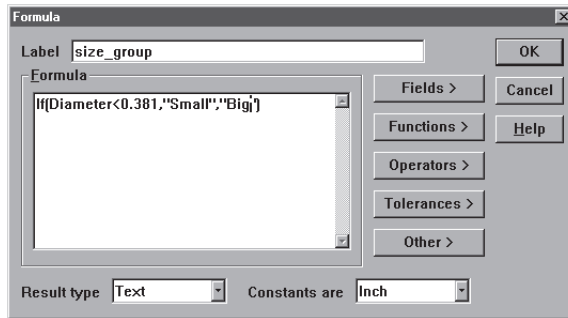 Formula
Label size_group
OK
Formula
Fields >
Cancel
If(Diameter<0.381,"Small","Big")
Functions >
Help
Operators >
Tolerances >
Other >
Result type Text Constants are Inch